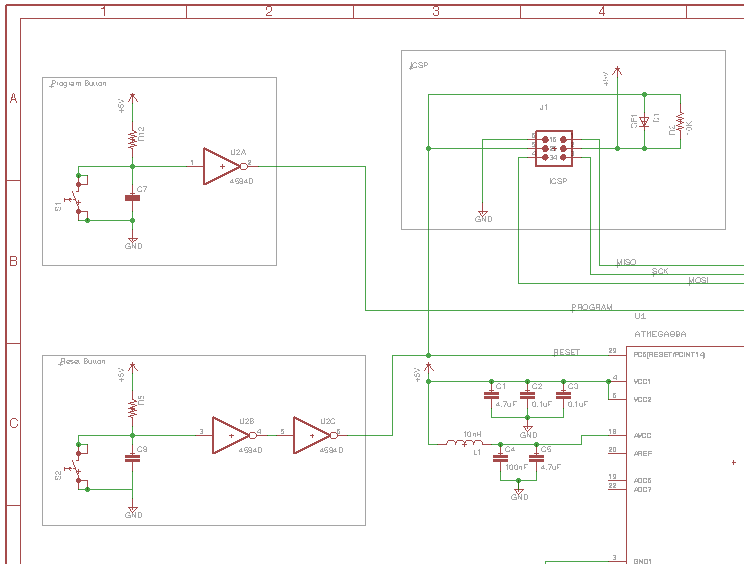 1 2 3 4
A
B
C
Program Button
+5V
R12
U2A
1 2
4584D
C7
S1
GND
ICSP
+5V
J1
D1
R2
10K
ICSP
GND
MISO
SCK
MOSI
PROGRAM
U1
ATMEGA88A
Reset Button
+5V
R5
U2B
U2C
3 4 5 6
4584D
4584D
C9
S2
GND
RESET
29 PC6(RESET/PCINT14)
+5V
C1
C2
C3
4.7uF
0.1uF
0.1uF
GND
4 VCC1
6 VCC2
10nH
L1
C4
C5
100nF
4.7uF
GND
18 AVCC
20 AREF
19 ADC6
22 ADC7
3 GND1